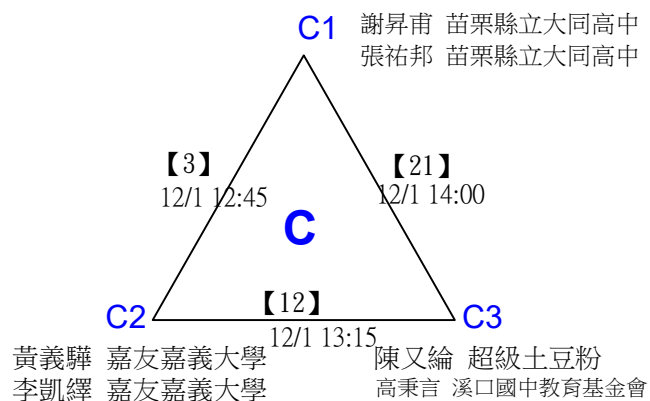 C1
謝昇甫 苗栗縣立大同高中
張祐邦 苗栗縣立大同高中
【3】
12/1 12:45
【21】
12/1 14:00
C
【12】
12/1 13:15
C2
C3
黃義驊 嘉友嘉義大學
李凱繹 嘉友嘉義大學
陳又綸 超級土豆粉
高秉言 溪口國中教育基金會